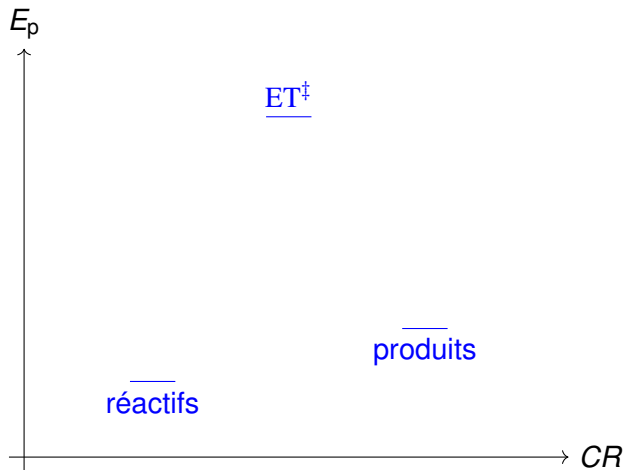 Eₚ
ET‡
produits
réactifs
CR